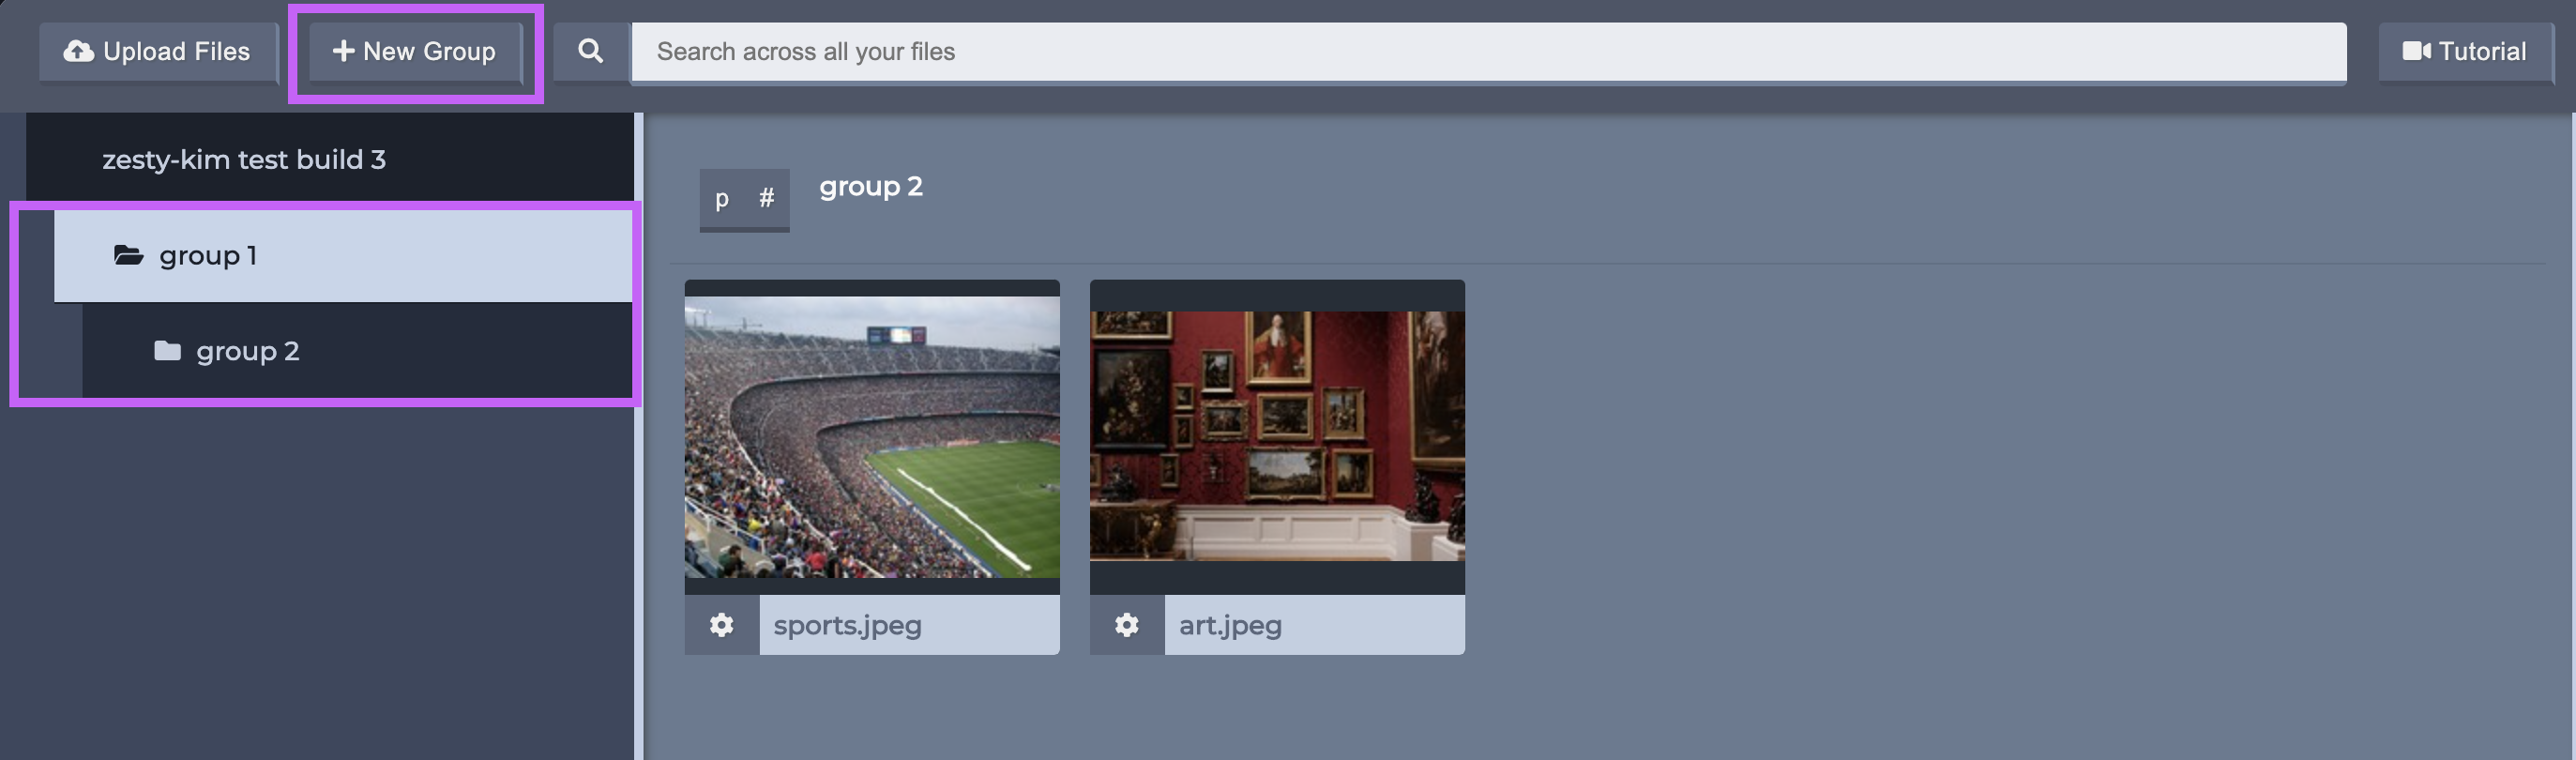 Upload Files
New Group
Search across all your files
Tutorial
zesty-kim test build 3
group 1
group 2
p #
group 2
sports.jpeg
art.jpeg